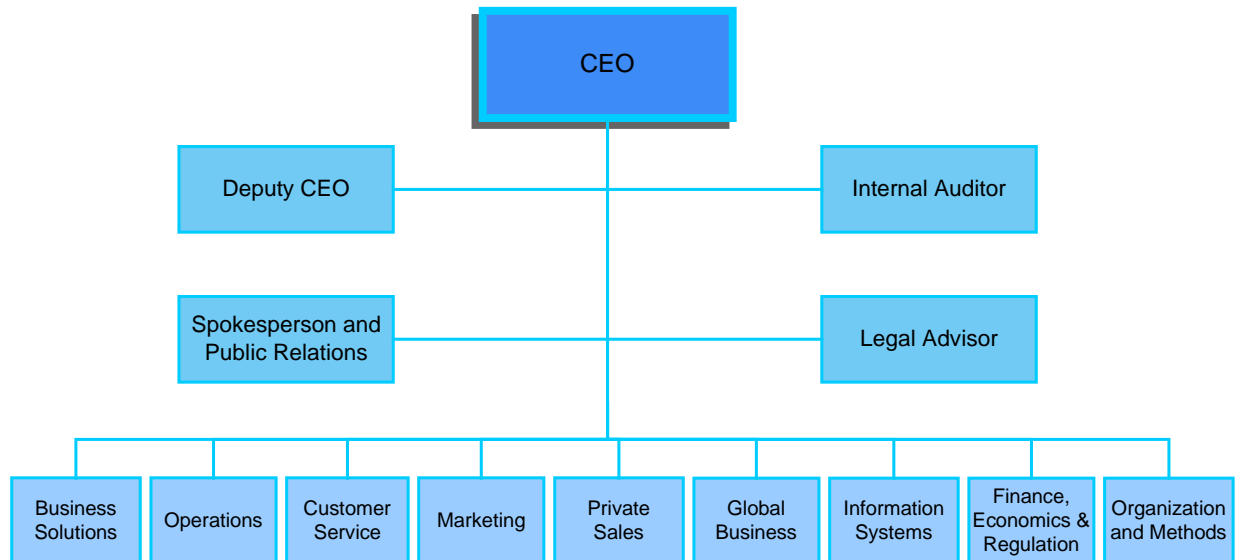 CEO
Deputy CEO
Internal Auditor
Spokesperson and
Public Relations
Legal Advisor
Business
Solutions
Operations
Customer
Service
Marketing
Private
Sales
Global
Business
Information
Systems
Finance,
Economics &
Regulation
Organization
and Methods